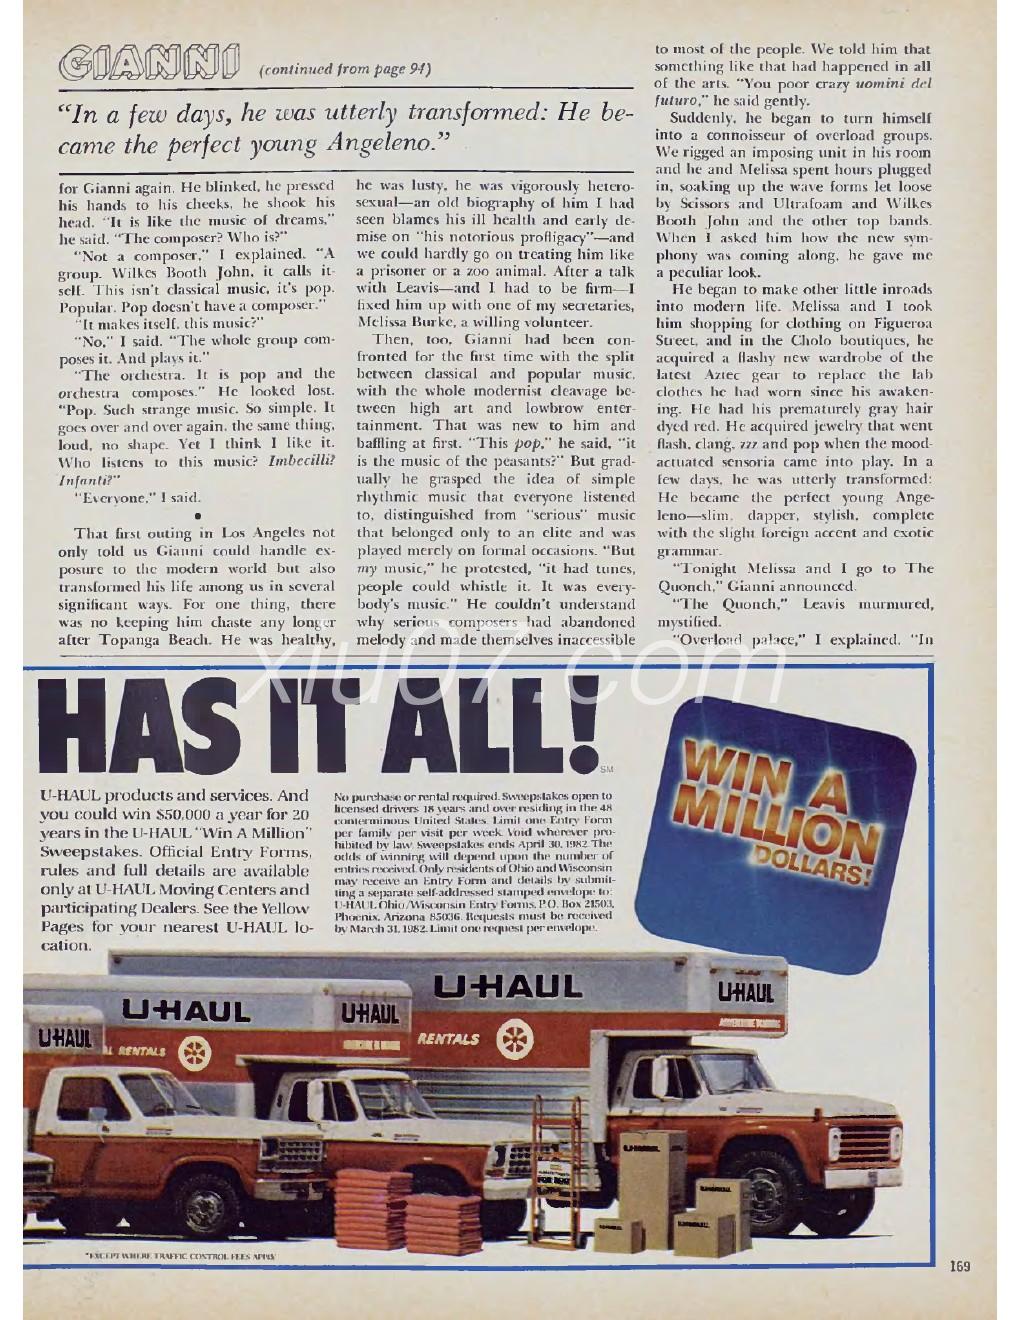 GIANNI
(continued from page 94)
“In a few days, he was utterly transformed: He be-
came the perfect young Angeleno.”
for Gianni again. He blinked, he pressed
his hands to his cheeks, he shook his
head. “It is like the music of dreams,”
he said. “The composer? Who is?”
“Not a composer,” I explained. “A
group. Wilkes Booth John, it calls it-
self. This isn’t classical music, it’s pop.
Popular. Pop doesn’t have a composer.”
“It makes itself, this music?”
“No,” I said. “The whole group com-
poses it. And plays it.”
“The orchestra. It is pop and the
orchestra composes.” He looked lost.
“Pop. Such strange music. So simple. It
goes over and over again, the same thing,
loud, no shape. Yet I think I like it.
Who listens to this music? Imbecilli?
Infanti?”
“Everyone,” I said.
•
That first outing in Los Angeles not
only told us Gianni could handle ex-
posure to the modern world but also
transformed his life among us in several
significant ways. For one thing, there
was no keeping him chaste any longer
after Topanga Beach. He was healthy,
he was lusty, he was vigorously hetero-
sexual—an old biography of him I had
seen blames his ill health and early de-
mise on “his notorious profligacy”—and
we could hardly go on treating him like
a prisoner or a zoo animal. After a talk
with Leavis—and I had to be firm—I
fixed him up with one of my secretaries,
Melissa Burke, a willing volunteer.
Then, too, Gianni had been con-
fronted for the first time with the split
between classical and popular music,
with the whole modernist cleavage be-
tween high art and lowbrow enter-
tainment. That was new to him and
baffling at first. “This pop,” he said, “it
is the music of the peasants?” But grad-
ually he grasped the idea of simple
rhythmic music that everyone listened
to, distinguished from “serious” music
that belonged only to an elite and was
played merely on formal occasions. “But
my music,” he protested, “it had tunes,
people could whistle it. It was every-
body’s music.” He couldn’t understand
why serious composers had abandoned
melody and made themselves inaccessible
to most of the people. We told him that
something like that had happened in all
of the arts. “You poor crazy uomini del
futuro,” he said gently.
Suddenly, he began to turn himself
into a connoisseur of overload groups.
We rigged an imposing unit in his room
and he and Melissa spent hours plugged
in, soaking up the wave forms let loose
by Scissors and Ultrafoam and Wilkes
Booth John and the other top bands.
When I asked him how the new sym-
phony was coming along, he gave me
a peculiar look.
He began to make other little inroads
into modern life. Melissa and I took
him shopping for clothing on Figueroa
Street, and in the Cholo boutiques, he
acquired a flashy new wardrobe of the
latest Aztec gear to replace the lab
clothes he had worn since his awaken-
ing. He had his prematurely gray hair
dyed red. He acquired jewelry that went
flash, clang, zzz and pop when the mood-
actuated sensoria came into play. In a
few days, he was utterly transformed:
He became the perfect young Ange-
leno—slim, dapper, stylish, complete
with the slight foreign accent and exotic
grammar.
“Tonight Melissa and I go to The
Quonch,” Gianni announced.
“The Quonch,” Leavis murmured,
mystified.
“Overload palace,” I explained. “In
xiu07.com
HAS IT ALL!
SM
U-HAUL products and services. And
you could win $50,000 a year for 20
years in the U-HAUL “Win A Million”
Sweepstakes. Official Entry Forms,
rules and full details are available
only at U-HAUL Moving Centers and
participating Dealers. See the Yellow
Pages for your nearest U-HAUL lo-
cation.
No purchase or rental required. Sweepstakes open to
licensed drivers 18 years and over residing in the 48
conterminous United States. Limit one Entry Form
per family per visit per week. Void wherever pro-
hibited by law. Sweepstakes ends April 30, 1982. The
odds of winning will depend upon the number of
entries received. Only residents of Ohio and Wisconsin
may receive an Entry Form and details by submit-
ting a separate self-addressed stamped envelope to:
U-HAUL Ohio/Wisconsin Entry Forms, P.O. Box 21503,
Phoenix, Arizona 85036. Requests must be received
by March 31, 1982. Limit one request per envelope.
WIN A
MILLION
DOLLARS!
U-HAUL
U-HAUL
U-HAUL
U-HAUL
U-HAUL
RENTALS
RENTALS
FOR RENT
U-HAUL
*EXCEPT WHERE TRAFFIC CONTROL FEES APPLY
169